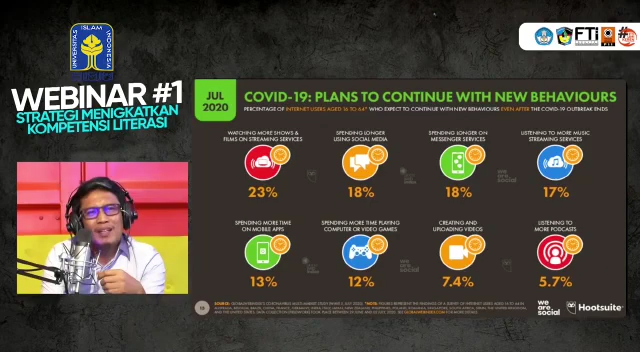 UNIVERSITAS
ISLAM
INDONESIA
WEBINAR #1
STRATEGI MENIGKATKAN
KOMPETENSI LITERASI
FTi
JUL
2020
COVID-19: PLANS TO CONTINUE WITH NEW BEHAVIOURS
PERCENTAGE OF INTERNET USERS AGED 16 TO 64* WHO EXPECT TO CONTINUE WITH NEW BEHAVIOURS EVEN AFTER THE COVID-19 OUTBREAK ENDS
WATCHING MORE SHOWS &
FILMS ON STREAMING SERVICES
23%
SPENDING LONGER
USING SOCIAL MEDIA
18%
SPENDING LONGER ON
MESSENGER SERVICES
18%
LISTENING TO MORE MUSIC
STREAMING SERVICES
17%
SPENDING MORE TIME
ON MOBILE APPS
13%
SPENDING MORE TIME PLAYING
COMPUTER OR VIDEO GAMES
12%
CREATING AND
UPLOADING VIDEOS
7.4%
LISTENING TO
MORE PODCASTS
5.7%
we
are.
social
Hootsuite